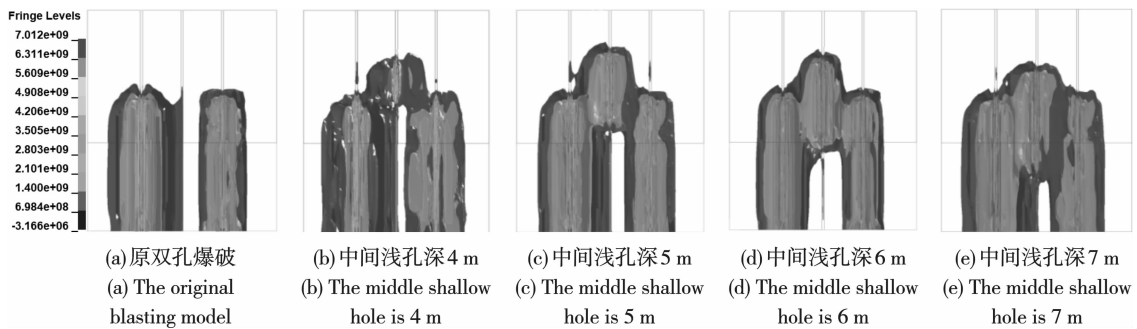 Fringe Levels
7.012e+09
6.311e+09
5.609e+09
4.908e+09
4.206e+09
3.505e+09
2.803e+09
2.101e+09
1.400e+09
6.984e+08
-3.166e+06
(a)原双孔爆破
(a) The original
blasting model
(b)中间浅孔深4 m
(b) The middle shallow
hole is 4 m
(c)中间浅孔深5 m
(c) The middle shallow
hole is 5 m
(d)中间浅孔深6 m
(d) The middle shallow
hole is 6 m
(e)中间浅孔深7 m
(e) The middle shallow
hole is 7 m